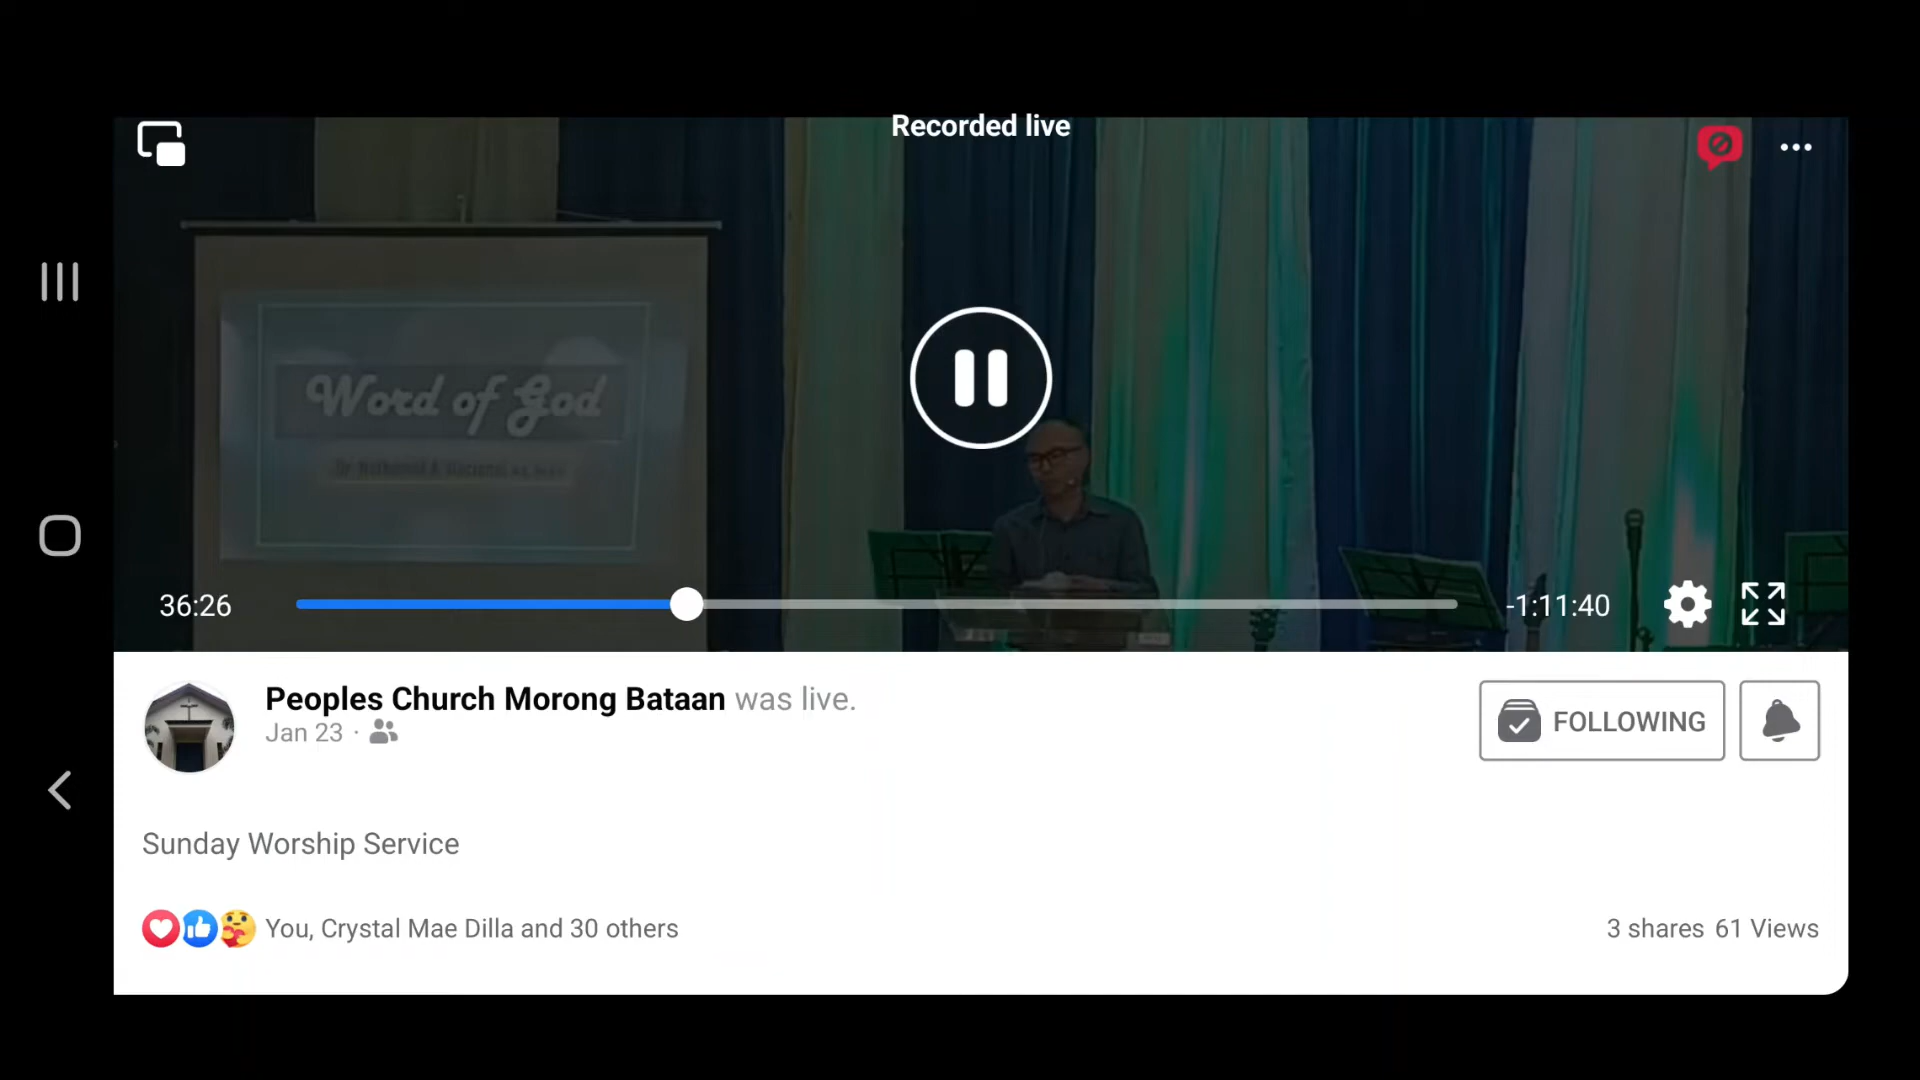 Recorded live
Word of God
36:26
-1:11:40
Peoples Church Morong Bataan was live.
Jan 23 ·
FOLLOWING
Sunday Worship Service
You, Crystal Mae Dilla and 30 others
3 shares 61 Views